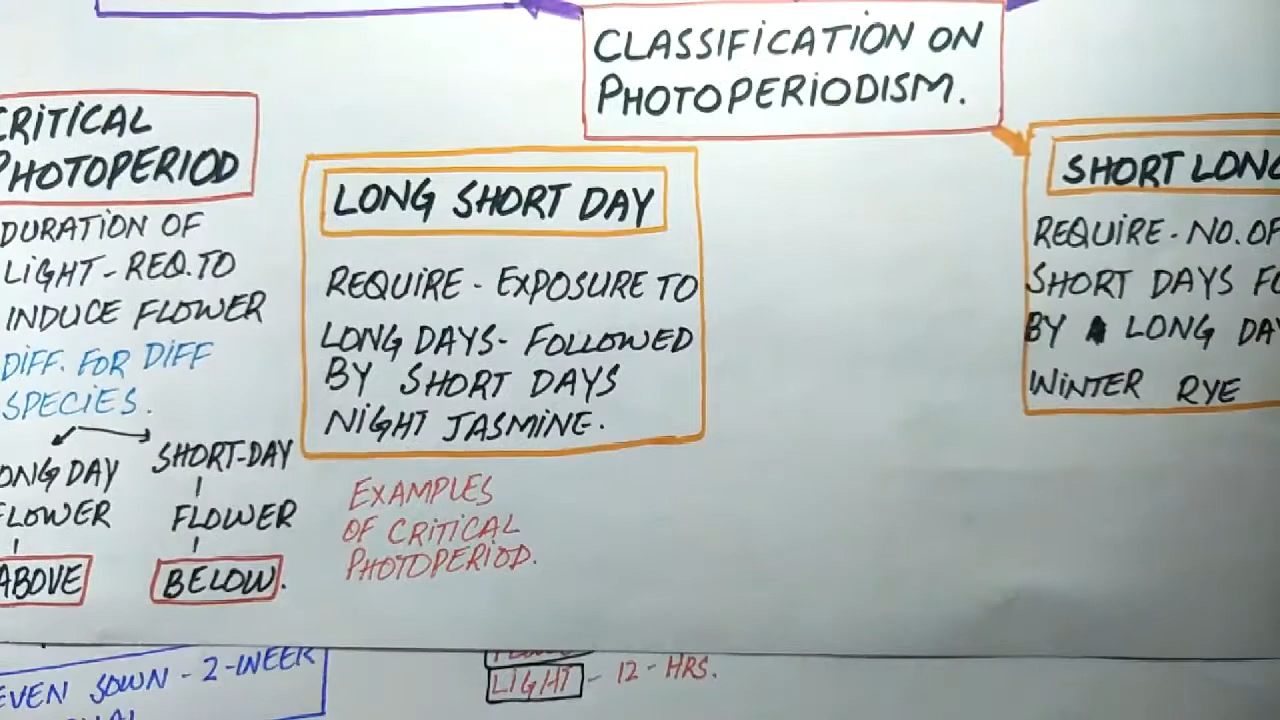 CLASSIFICATION ON
PHOTOPERIODISM.
CRITICAL
PHOTOPERIOD
DURATION OF
LIGHT - REQ. TO
INDUCE FLOWER
DIFF. FOR DIFF
SPECIES.
ONG DAY
FLOWER
ABOVE
SHORT-DAY
FLOWER
BELOW.
LONG SHORT DAY
REQUIRE - EXPOSURE TO
LONG DAYS - FOLLOWED
BY SHORT DAYS
NIGHT JASMINE.
EXAMPLES
OF CRITICAL
PHOTOPERIOD.
SHORT LONG
REQUIRE - NO. OF
SHORT DAYS FO
BY LONG DA
WINTER RYE
EVEN SOWN - 2-WEEK
LIGHT - 12 - HRS.